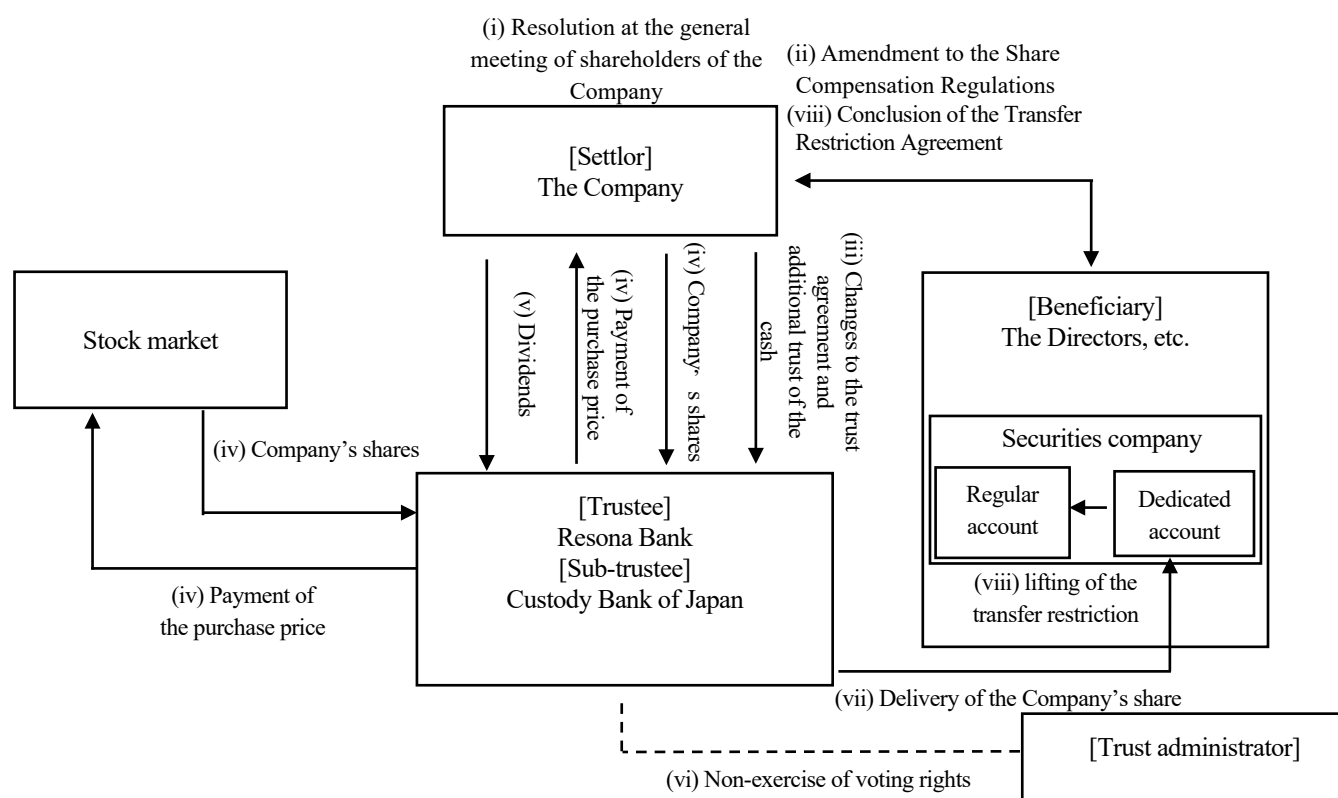 (i) Resolution at the general
meeting of shareholders of the
Company
(ii) Amendment to the Share
Compensation Regulations
(viii) Conclusion of the Transfer
Restriction Agreement
[Settlor]
The Company
(v) Dividends
(iv) Payment of
the purchase price
(iv) Company's shares
(iii) Changes to the trust
agreement and
additional trust of the
cash
Stock market
(iv) Company’s shares
(iv) Payment of
the purchase price
[Trustee]
Resona Bank
[Sub-trustee]
Custody Bank of Japan
[Beneficiary]
The Directors, etc.
Securities company
Regular
account
Dedicated
account
(viii) lifting of the
transfer restriction
(vii) Delivery of the Company’s share
[Trust administrator]
(vi) Non-exercise of voting rights